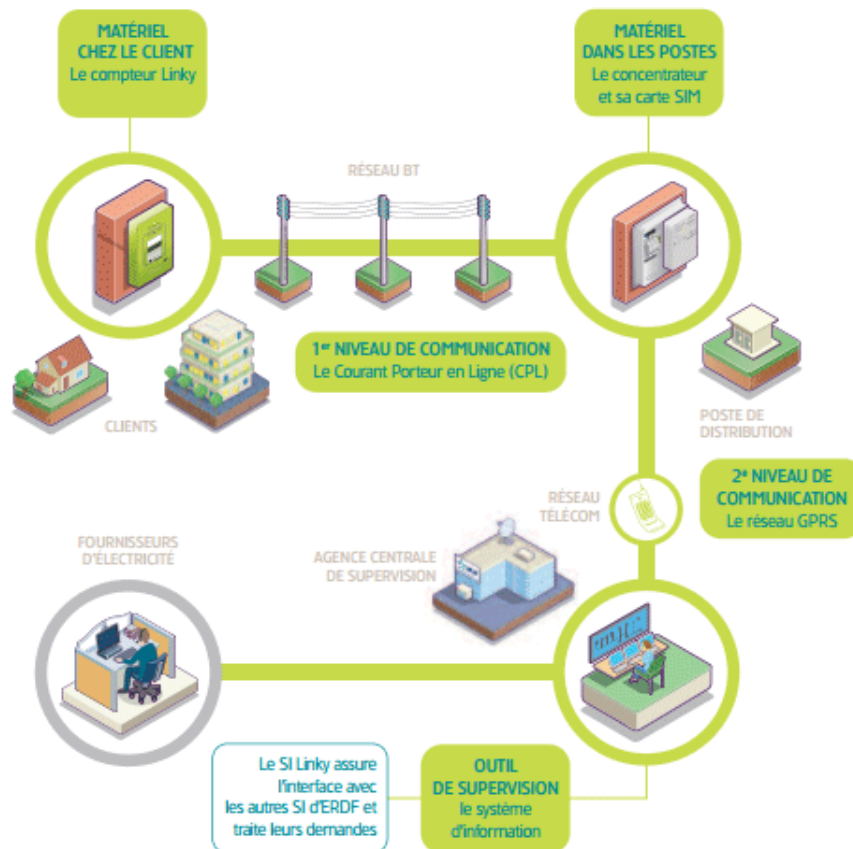 MATÉRIEL
CHEZ LE CLIENT
Le compteur Linky
MATÉRIEL
DANS LES POSTES
Le concentrateur
et sa carte SIM
RÉSEAU BT
1er NIVEAU DE COMMUNICATION
Le Courant Porteur en Ligne (CPL)
CLIENTS
POSTE DE
DISTRIBUTION
2e NIVEAU DE
COMMUNICATION
Le réseau GPRS
RÉSEAU
TÉLÉCOM
AGENCE CENTRALE
DE SUPERVISION
FOURNISSEURS
D'ÉLECTRICITÉ
Le SI Linky assure
l'interface avec
les autres SI d'ERDF et
traite leurs demandes
OUTIL
DE SUPERVISION
le système
d'information